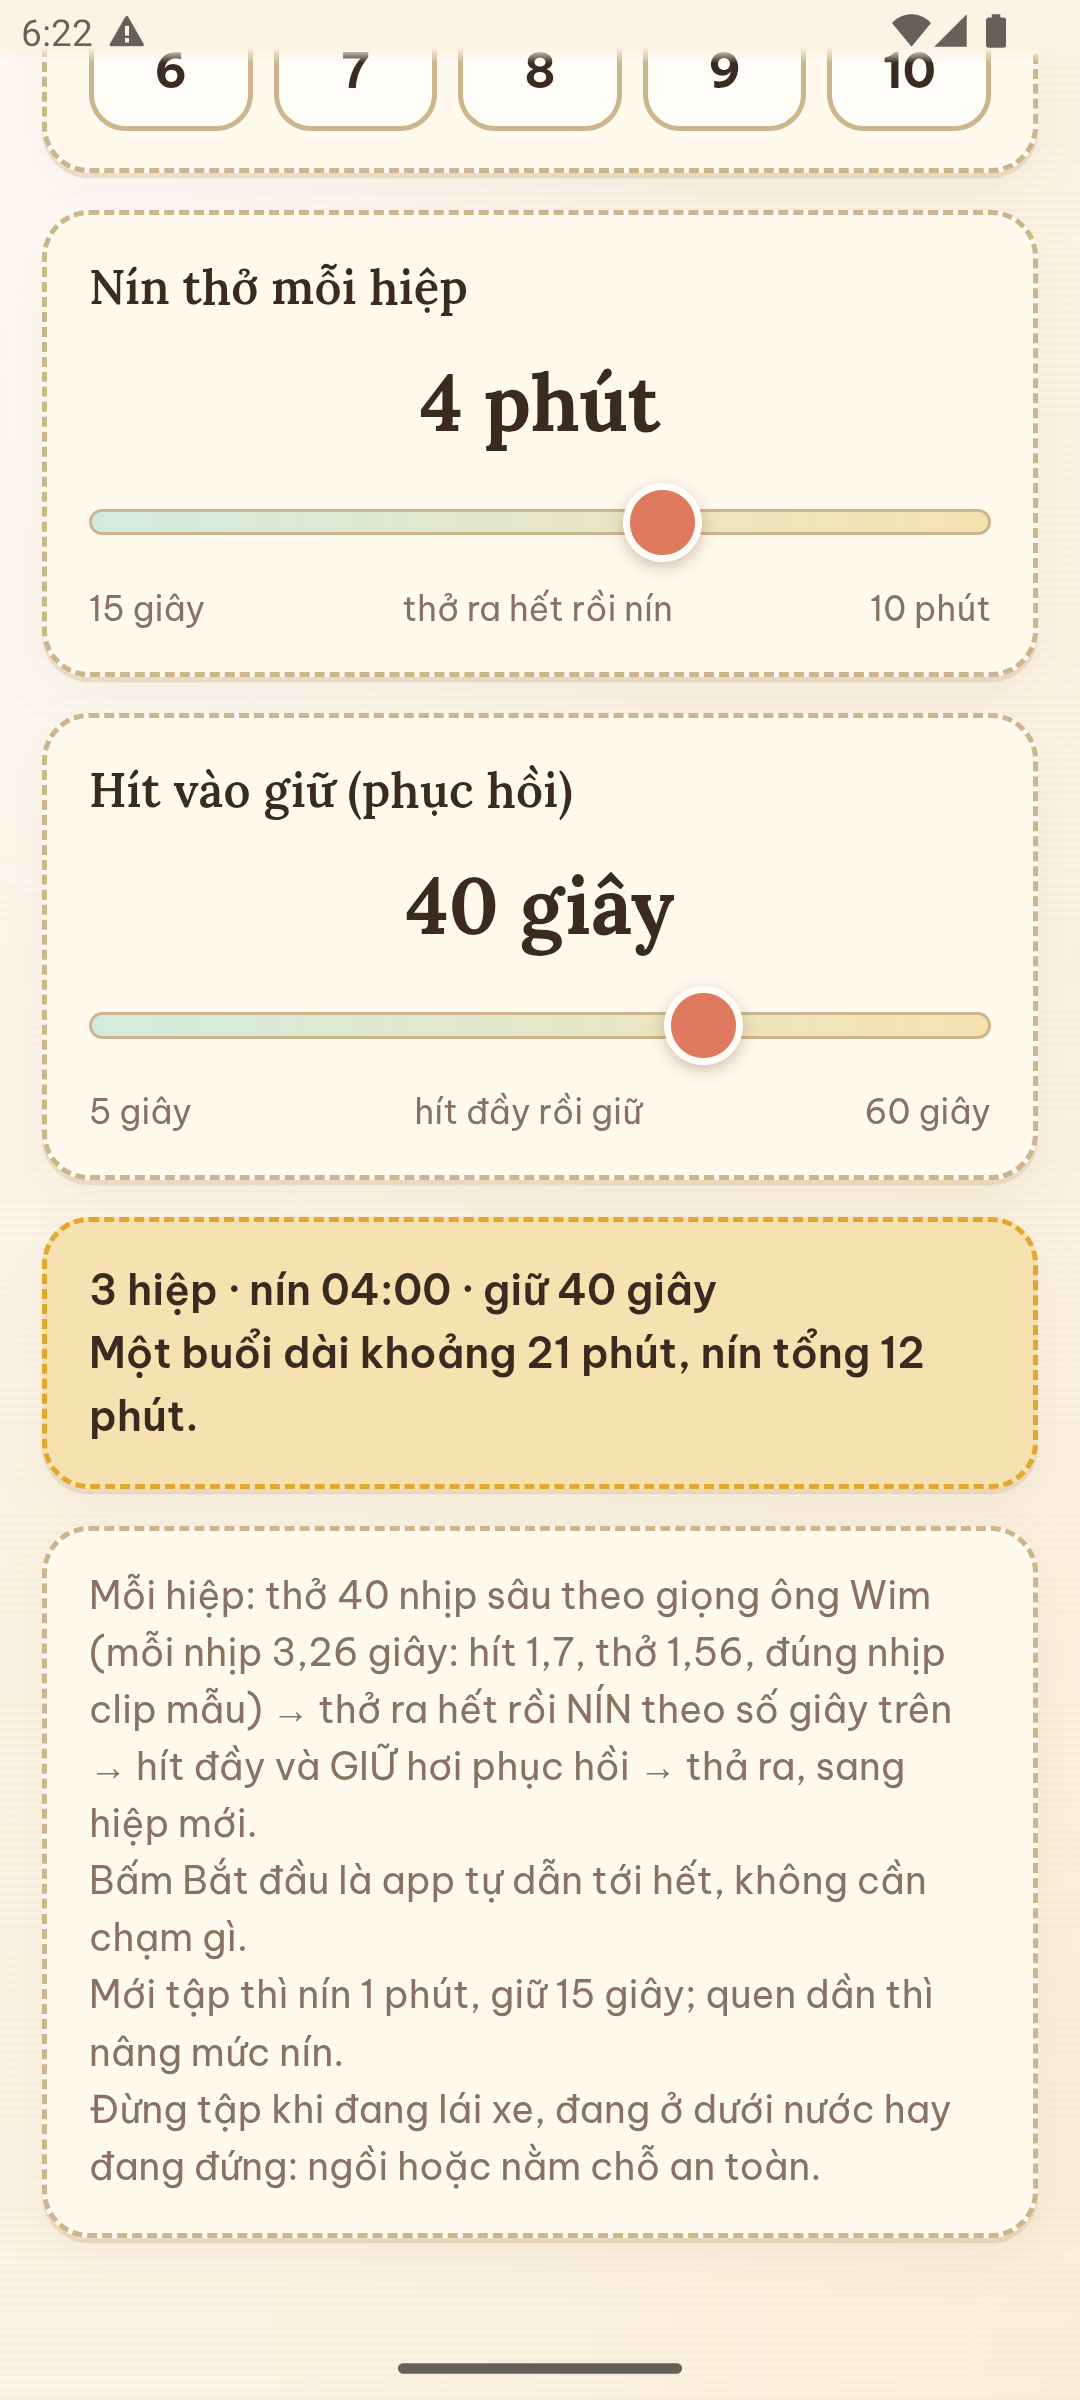 6:22
6 7 8 9 10
Nín thở mỗi hiệp
4 phút
15 giây thở ra hết rồi nín 10 phút
Hít vào giữ (phục hồi)
40 giây
5 giây hít đầy rồi giữ 60 giây
3 hiệp · nín 04:00 · giữ 40 giây
Một buổi dài khoảng 21 phút, nín tổng 12
phút.
Mỗi hiệp: thở 40 nhịp sâu theo giọng ông Wim
(mỗi nhịp 3,26 giây: hít 1,7, thở 1,56, đúng nhịp
clip mẫu) → thở ra hết rồi NÍN theo số giây trên
→ hít đầy và GIỮ hơi phục hồi → thả ra, sang
hiệp mới.
Bấm Bắt đầu là app tự dẫn tới hết, không cần
chạm gì.
Mới tập thì nín 1 phút, giữ 15 giây; quen dần thì
nâng mức nín.
Đừng tập khi đang lái xe, đang ở dưới nước hay
đang đứng: ngồi hoặc nằm chỗ an toàn.